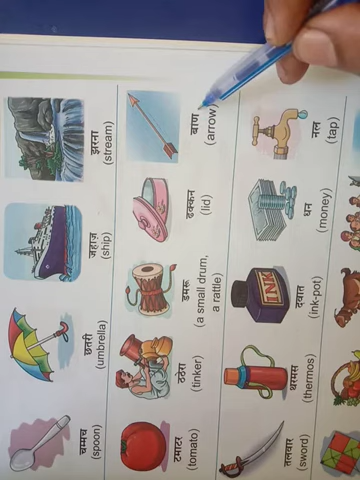 चम्मच छतरी जहाज़ झरना
(spoon) (umbrella) (ship) (stream)
टमाटर ठठेरा डमरू ढक्कन बाण
(tomato) (tinker) (a small drum, (lid) (arrow)
a rattle)
INK
तलवार थरमस दवात धन नल
(sword) (thermos) (ink-pot) (money) (tap)